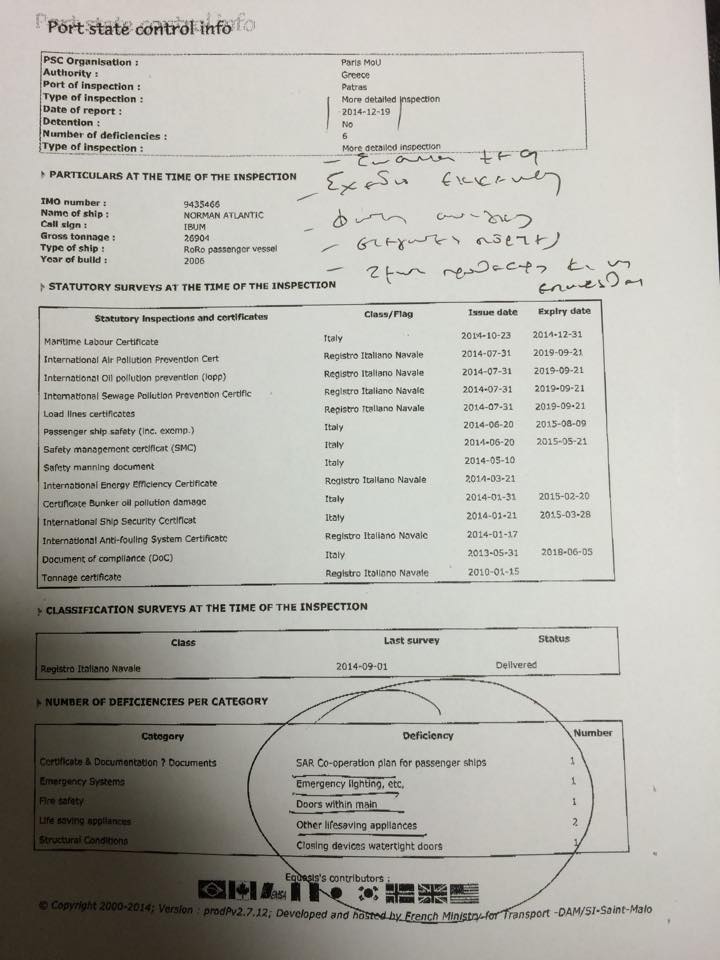 Port state control info
PSC Organisation : Paris MoU
Authority : Greece
Port of inspection : Patras
Type of inspection : More detailed inspection
Date of report : 2014-12-19
Detention : No
Number of deficiencies : 6
Type of inspection : More detailed inspection
PARTICULARS AT THE TIME OF THE INSPECTION
IMO number : 9435466
Name of ship : NORMAN ATLANTIC
Call sign : IBUM
Gross tonnage : 26904
Type of ship : RoRo passenger vessel
Year of build : 2006
STATUTORY SURVEYS AT THE TIME OF THE INSPECTION
Statutory inspections and certificates Class/Flag Issue date Expiry date
Maritime Labour Certificate Italy 2014-10-23 2014-12-31
International Air Pollution Prevention Cert Registro Italiano Navale 2014-07-31 2019-09-21
International Oil pollution prevention (Iopp) Registro Italiano Navale 2014-07-31 2019-09-21
International Sewage Pollution Prevention Certific Registro Italiano Navale 2014-07-31 2019-09-21
Load lines certificates Registro Italiano Navale 2014-07-31 2019-09-21
Passenger ship safety (inc. exemp.) Italy 2014-06-20 2015-08-09
Safety management certificat (SMC) Italy 2014-06-20 2015-05-21
Safety manning document Italy 2014-05-10
International Energy Efficiency Certificate Registro Italiano Navale 2014-03-21
Certificate Bunker oil pollution damage Italy 2014-01-31 2015-02-20
International Ship Security Certificat Italy 2014-01-21 2015-03-28
International Anti-fouling System Certificate Registro Italiano Navale 2014-01-17
Document of compliance (DoC) Italy 2013-05-31 2018-06-05
Tonnage certificate Registro Italiano Navale 2010-01-15
CLASSIFICATION SURVEYS AT THE TIME OF THE INSPECTION
Class Last survey Status
Registro Italiano Navale 2014-09-01 Delivered
NUMBER OF DEFICIENCIES PER CATEGORY
Category Deficiency Number
Certificate & Documentation ? Documents SAR Co-operation plan for passenger ships 1
Emergency Systems Emergency lighting, etc, 1
Fire safety Doors within main 1
Life saving appliances Other lifesaving appliances 2
Structural Conditions Closing devices watertight doors 1
Equasis's contributors :
© Copyright 2000-2014; Version : prodPv2.7.12; Developed and hosted by French Ministry for Transport -DAM/SI-Saint-Malo